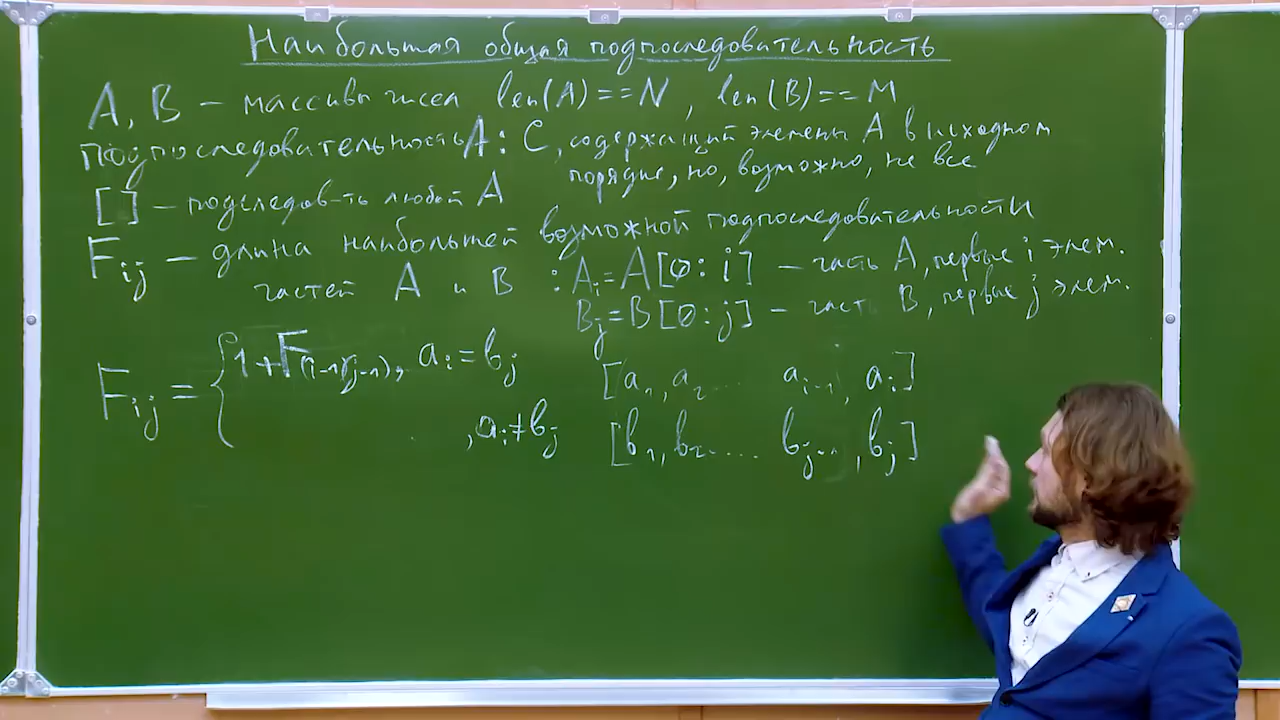 Наибольшая общая подпоследовательность
A, B – массивы чисел len(A)==N, len(B)==M
подпоследовательность A: C, содержащий элемены A в исходном
порядке, но, возможно, не все
[] – подследов-ть любой A
Fij – длина наибольшей возможной подпоследовательности
частей A и B : Ai=A[0:i] – часть A, первые i элем.
Bj=B[0:j] – часть B, первые j элем.
Fij = { 1+F(i-1)(j-1), ai=bj [a1, a2... ai-1, ai]
, ai≠bj [b1, b2.... bj-1, bj]